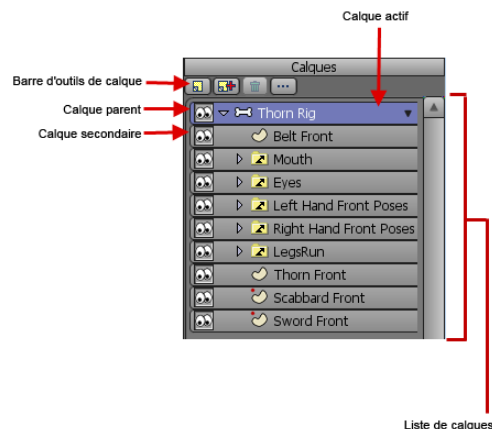 Calque actif
Calques
Barre d'outils de calque
Calque parent
Thorn Rig
Calque secondaire
Belt Front
Mouth
Eyes
Left Hand Front Poses
Right Hand Front Poses
LegsRun
Thorn Front
Scabbard Front
Sword Front
Liste de calques